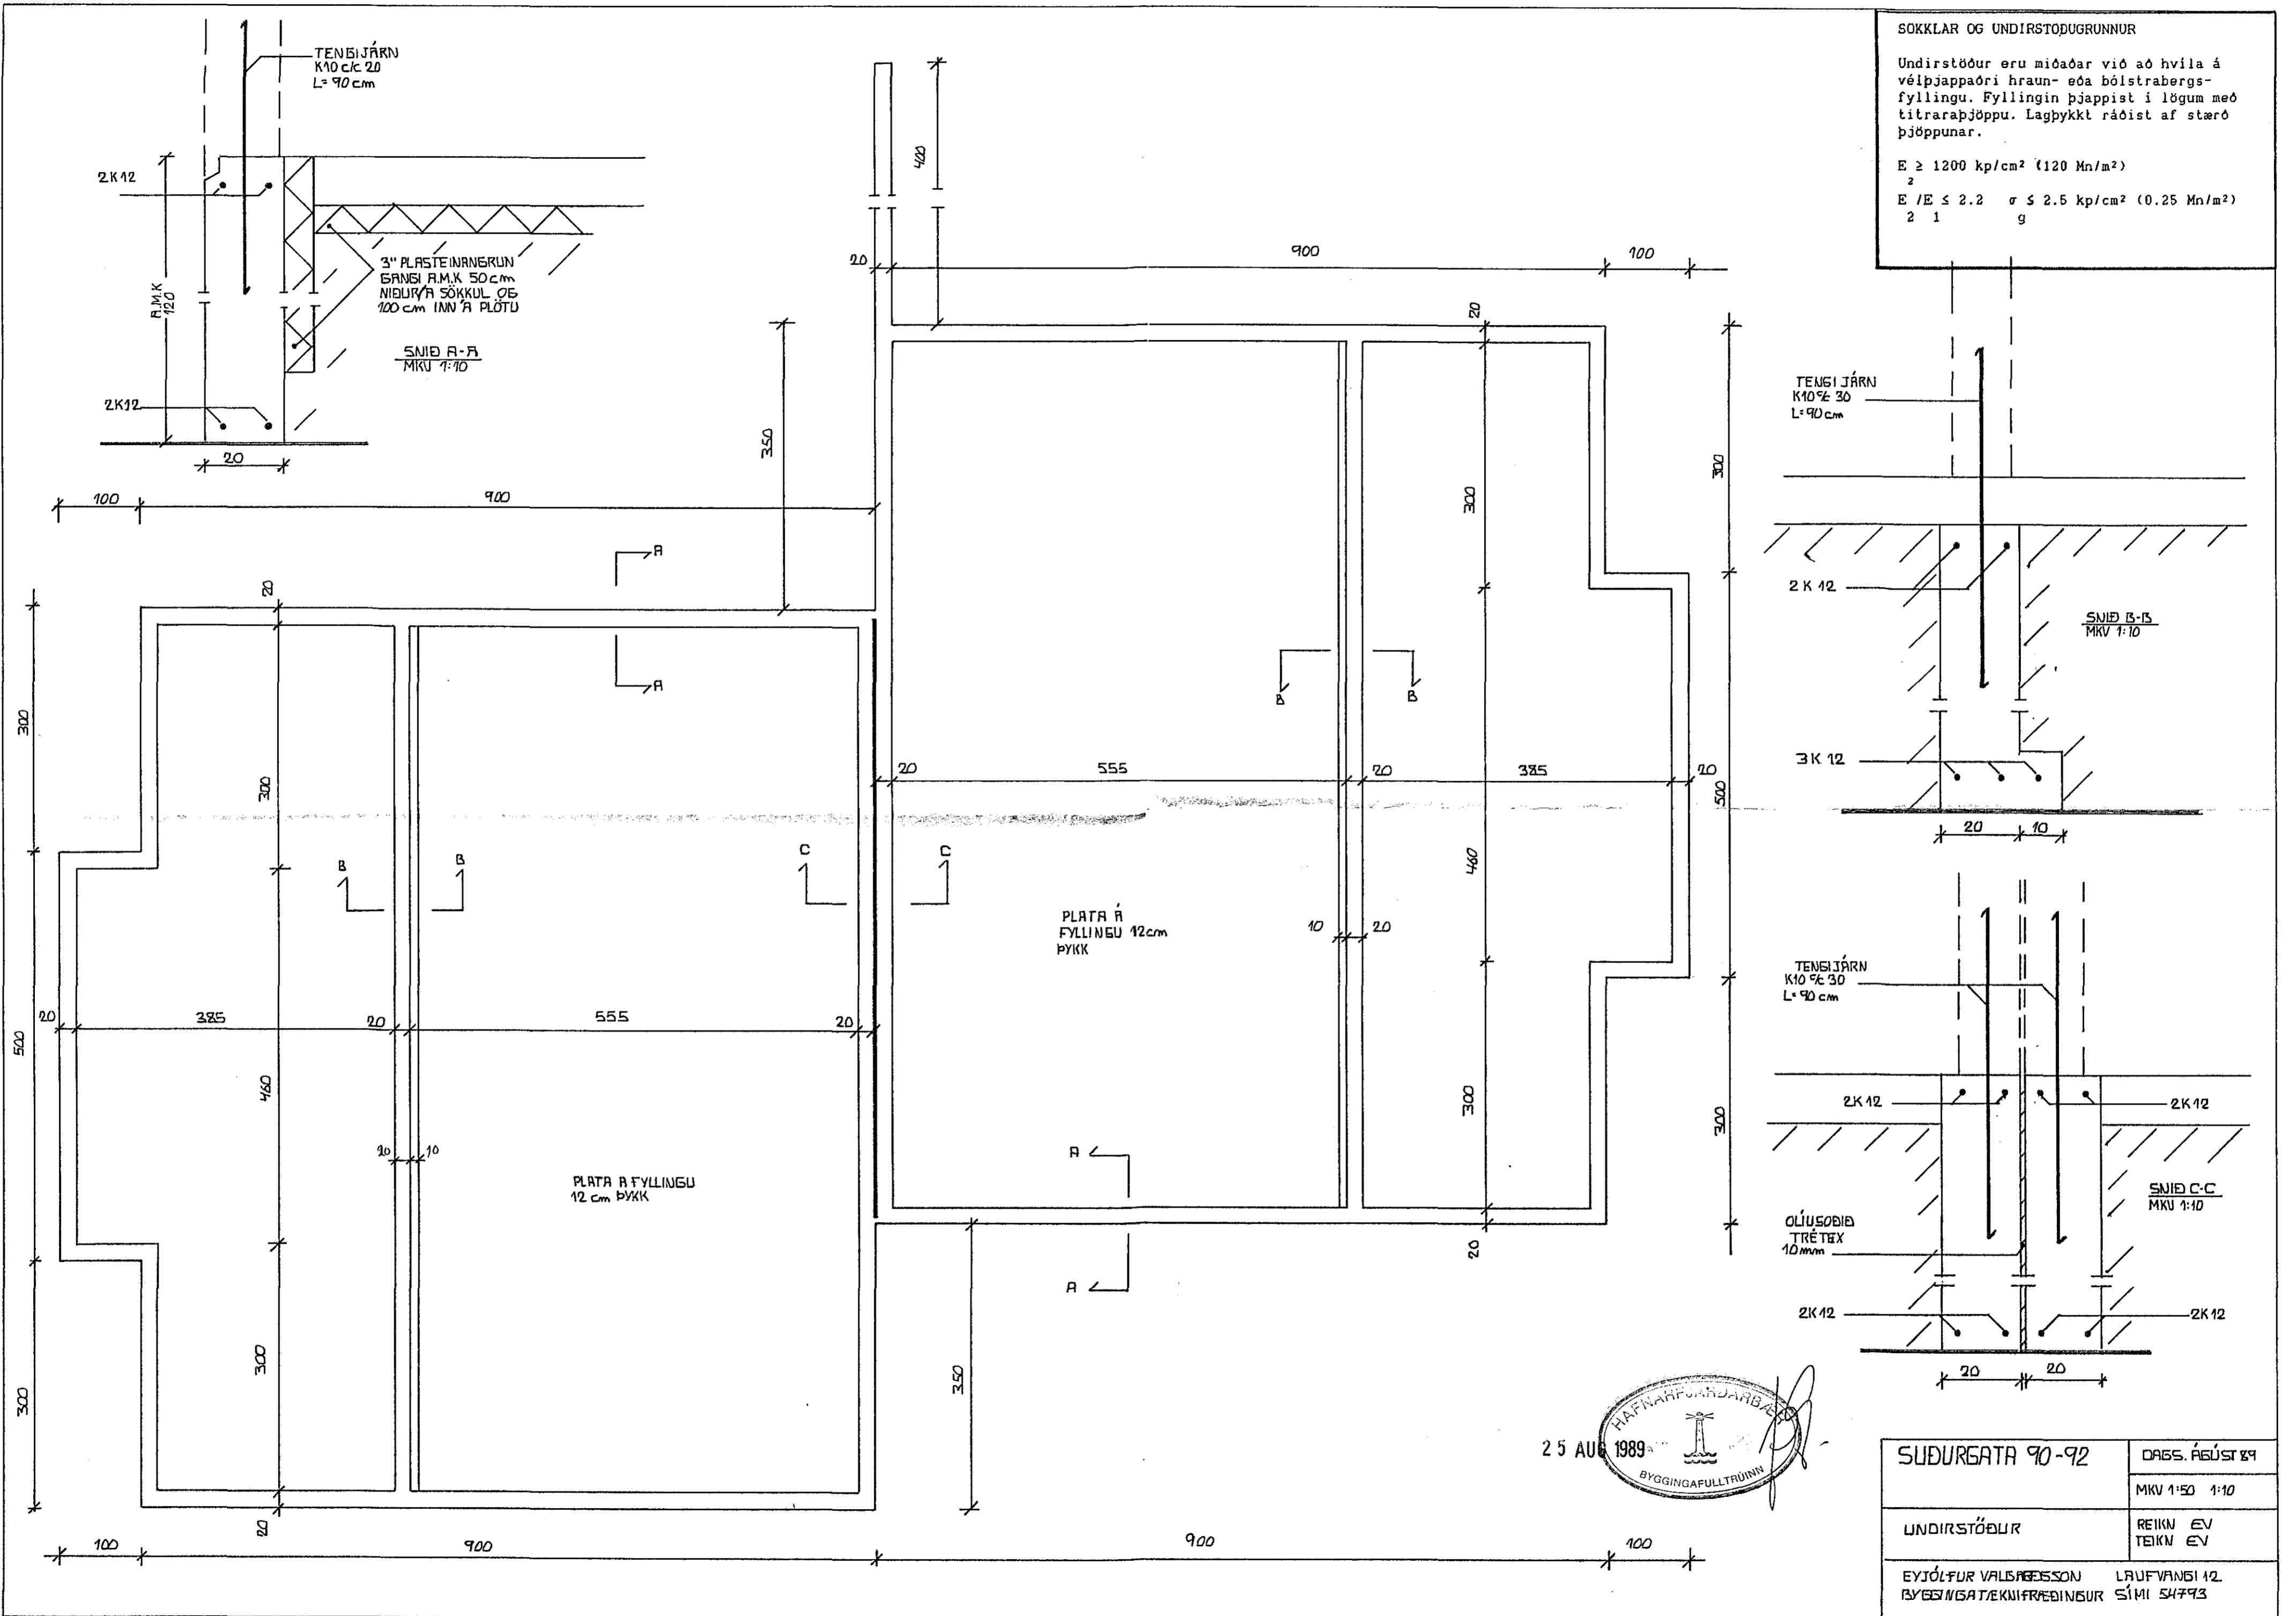 TENGIJÁRN
K10 c/c 20
L= 90 cm
2K12
A.M.K
120
3" PLASTEINANGRUN
GANGI A.M.K 50 cm
NIÐUR Á SÖKKUL OG
100 cm INN Á PLÖTU
SNIÐ A-A
MKV 1:10
2K12
20
SOKKLAR OG UNDIRSTÖÐUGRUNNUR
Undirstöður eru miðaðar við að hvíla á
vélþjappaðri hraun- eða bólstrabergs-
fyllingu. Fyllingin þjappist í lögum með
titraraþjöppu. Lagþykkt ráðist af stærð
þjöppunar.
E ≥ 1200 kp/cm² (120 Mn/m²)
2
E /E ≤ 2.2 σ ≤ 2.5 kp/cm² (0.25 Mn/m²)
2 1 g
400
20
900
100
20
350
300
300
100
900
A
A
20
300
300
B
B
20
555
20
385
20
500
460
B
B
C
C
PLATA Á
FYLLINGU 12cm
ÞYKK
10
20
20
385
20
555
20
500
460
300
300
20
10
A
A
PLATA Á FYLLINGU
12 cm ÞYKK
20
350
300
300
20
100
900
900
100
TENGIJÁRN
K10 c/c 30
L= 90 cm
2 K 12
SNIÐ B-B
MKV 1:10
3 K 12
20
10
TENGIJÁRN
K10 c/c 30
L= 90 cm
2K12
2K12
SNIÐ C-C
MKV 1:10
OLÍUSOÐIÐ
TRÉTEX
10mm
2K12
2K12
20
20
25 AUG 1989
HAFNARFJARÐARBÆR
BYGGINGAFULLTRÚINN
SUÐURGATA 90-92
DAGS. ÁGÚST 89
MKV 1:50 1:10
UNDIRSTÖÐUR
REIKN EV
TEIKN EV
EYJÓLFUR VALGARÐSSON LAUFVANGI 12
BYGGINGATÆKNIFRÆÐINGUR SÍMI 54793